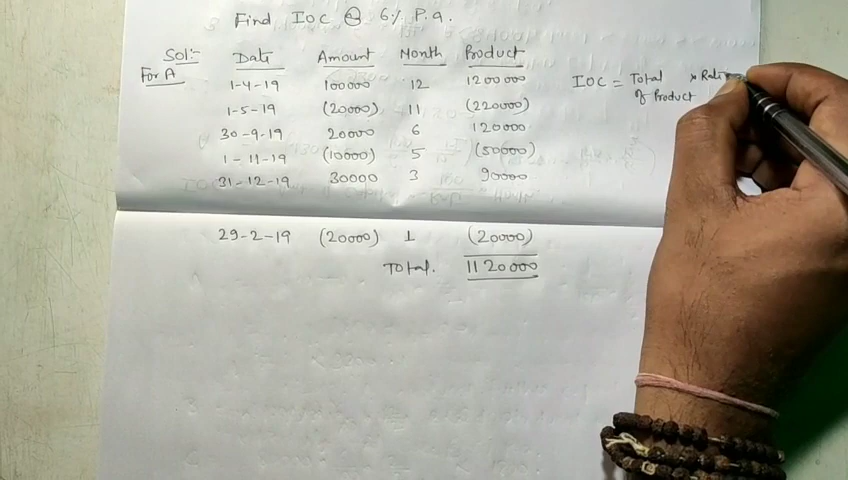 Find IOC @ 6% P.a.
Sol:-
For A
Date Amount Month Product
1-4-19 100000 12 1200000
1-5-19 (20000) 11 (220000)
30-9-19 20000 6 120000
1-11-19 (10000) 5 (50000)
31-12-19 30000 3 90000
29-2-19 (20000) 1 (20000)
Total. 1120000
IOC = Total × Rate
of Product